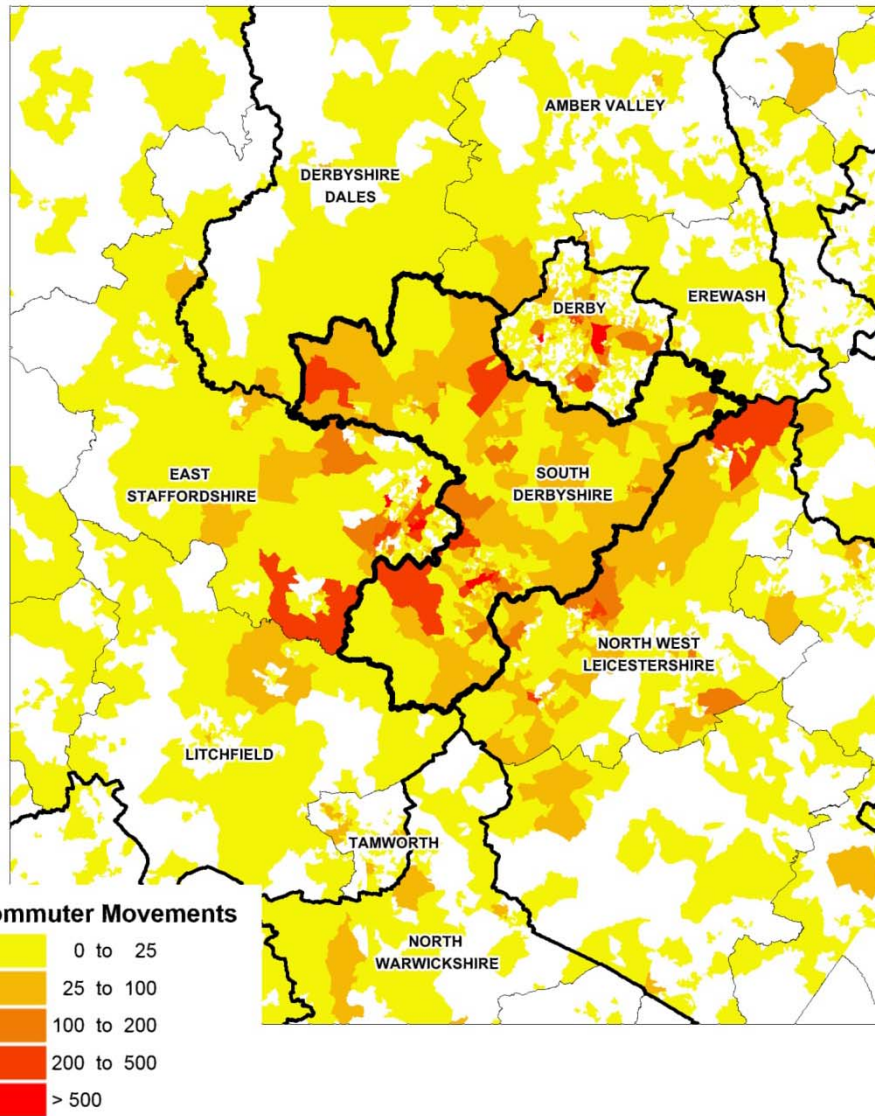 AMBER VALLEY
DERBYSHIRE
DALES
DERBY
EREWASH
EAST
STAFFORDSHIRE
SOUTH
DERBYSHIRE
NORTH WEST
LEICESTERSHIRE
LITCHFIELD
TAMWORTH
NORTH
WARWICKSHIRE
ommuter Movements
0 to 25
25 to 100
100 to 200
200 to 500
> 500